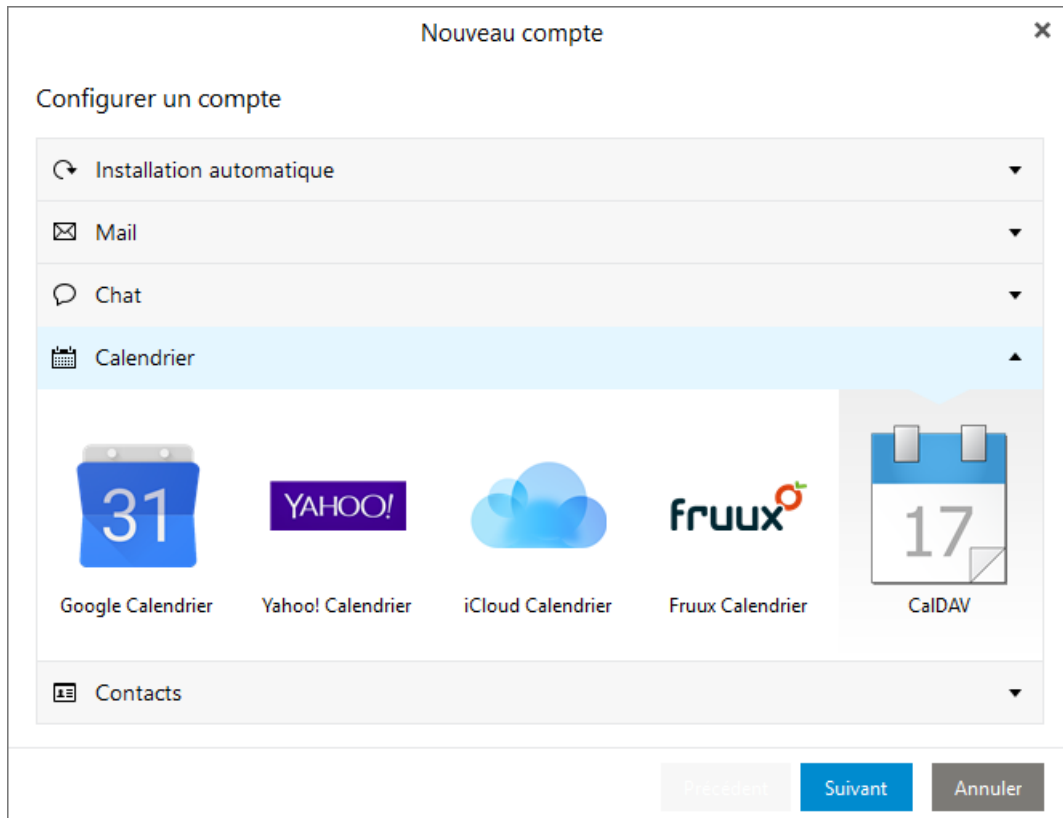 Nouveau compte
Configurer un compte
Installation automatique
Mail
Chat
Calendrier
31
YAHOO!
fruux
17
Google Calendrier
Yahoo! Calendrier
iCloud Calendrier
Fruux Calendrier
CalDAV
Contacts
Précédent
Suivant
Annuler